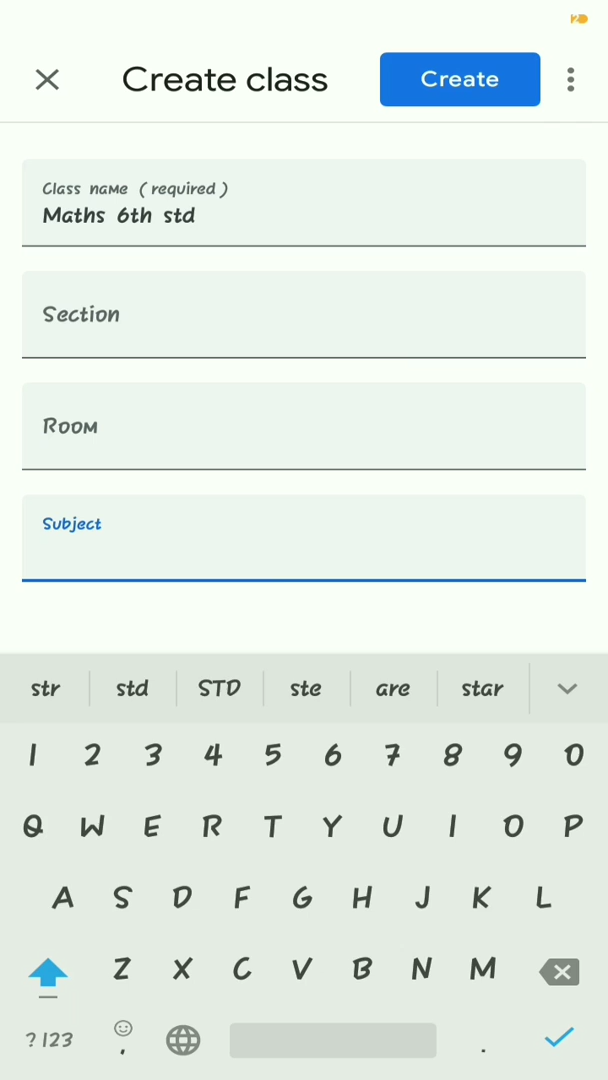 Create class
Create
Class name (required)
Maths 6th std
Section
Room
Subject
str std STD ste are star
1 2 3 4 5 6 7 8 9 0
Q W E R T Y U I O P
A S D F G H J K L
Z X C V B N M
?123 , .